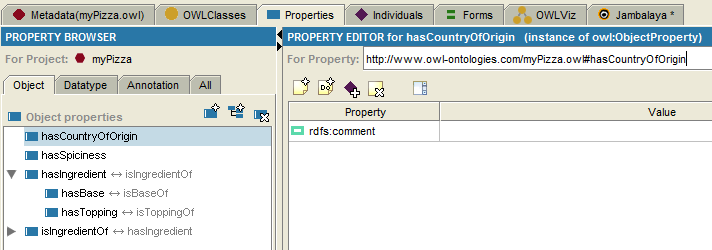 Metadata(myPizza.owl) OWLClasses Properties Individuals Forms OWLViz Jambalaya *
PROPERTY BROWSER
For Project: myPizza
Object Datatype Annotation All
Object properties
hasCountryOfOrigin
hasSpiciness
hasIngredient ↔ isIngredientOf
hasBase ↔ isBaseOf
hasTopping ↔ isToppingOf
isIngredientOf ↔ hasIngredient
PROPERTY EDITOR for hasCountryOfOrigin (instance of owl:ObjectProperty)
For Property: http://www.owl-ontologies.com/myPizza.owl#hasCountryOfOrigin
Property Value
rdfs:comment